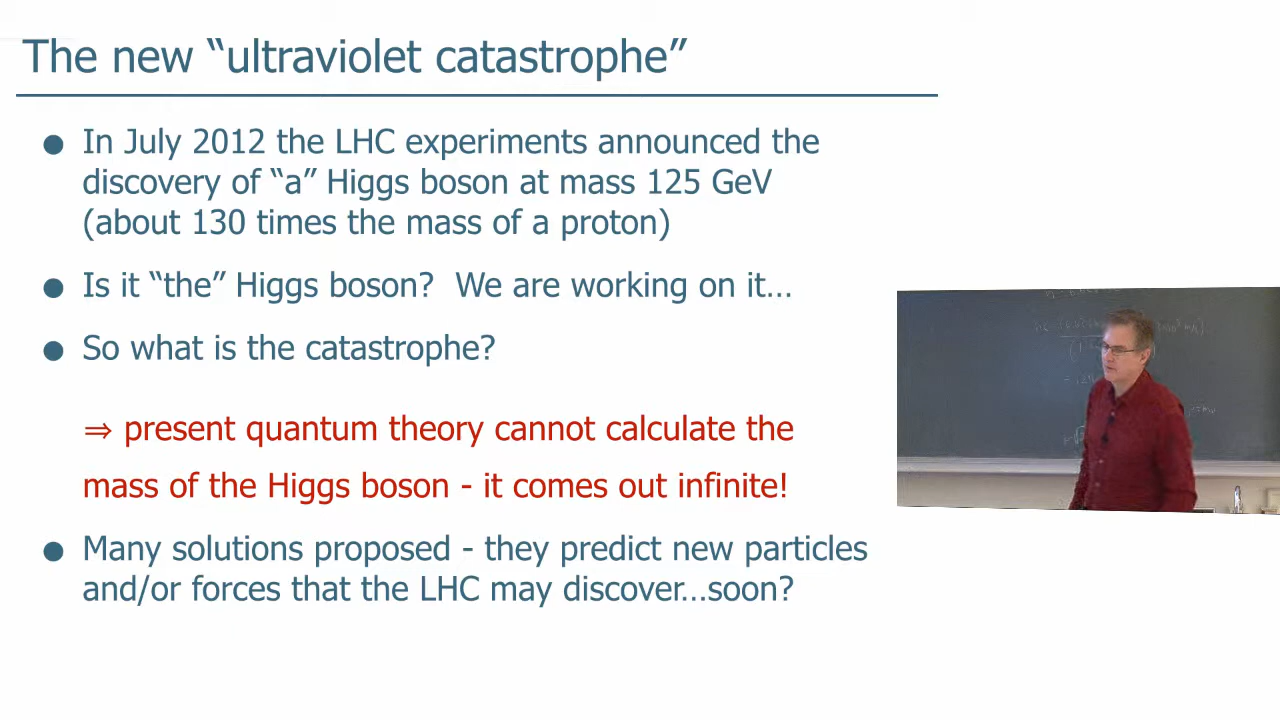 The new “ultraviolet catastrophe”
● In July 2012 the LHC experiments announced the
discovery of “a” Higgs boson at mass 125 GeV
(about 130 times the mass of a proton)
● Is it “the” Higgs boson?  We are working on it…
● So what is the catastrophe?
⇒ present quantum theory cannot calculate the
mass of the Higgs boson - it comes out infinite!
● Many solutions proposed - they predict new particles
and/or forces that the LHC may discover…soon?